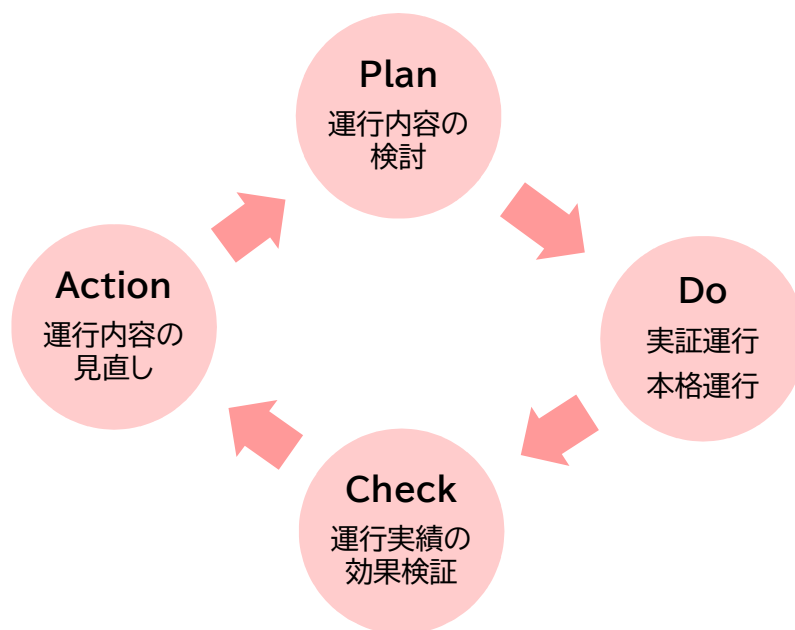 Plan
運行内容の
検討
Action
運行内容の
見直し
Do
実証運行
本格運行
Check
運行実績の
効果検証